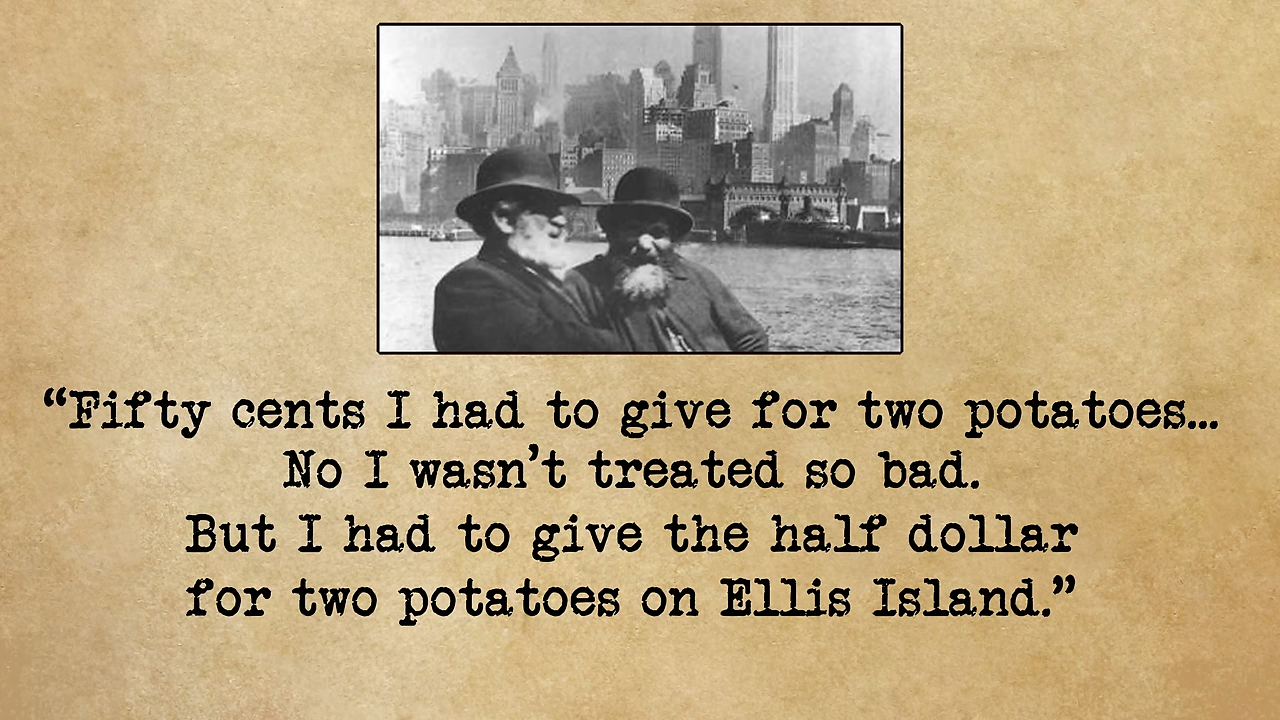 “Fifty cents I had to give for two potatoes...
No I wasn’t treated so bad.
But I had to give the half dollar
for two potatoes on Ellis Island.”